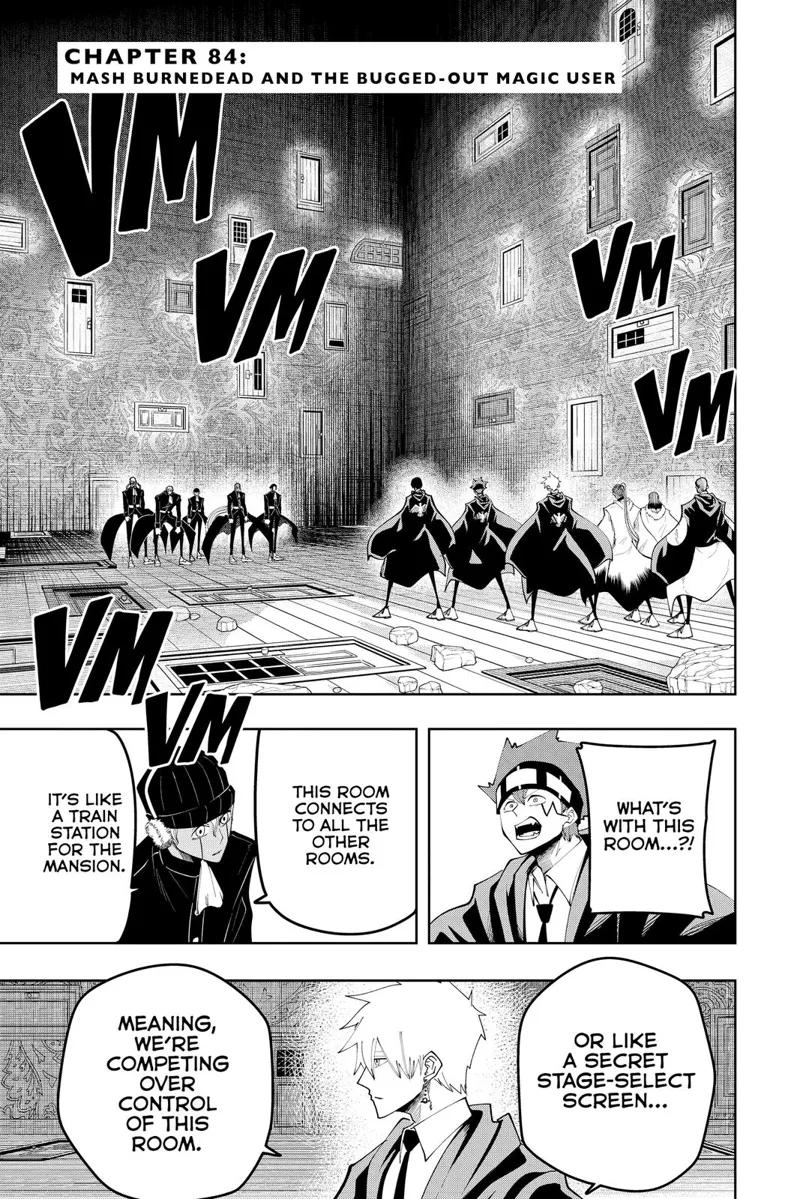 CHAPTER 84:
MASH BURNEDEAD AND THE BUGGED-OUT MAGIC USER
VM
VM
VM
VM
VM
VM
WHAT'S
WITH THIS
ROOM...?!
THIS ROOM
CONNECTS
TO ALL THE
OTHER
ROOMS.
IT'S LIKE
A TRAIN
STATION
FOR THE
MANSION.
OR LIKE
A SECRET
STAGE-SELECT
SCREEN...
MEANING,
WE'RE
COMPETING
OVER
CONTROL
OF THIS
ROOM.